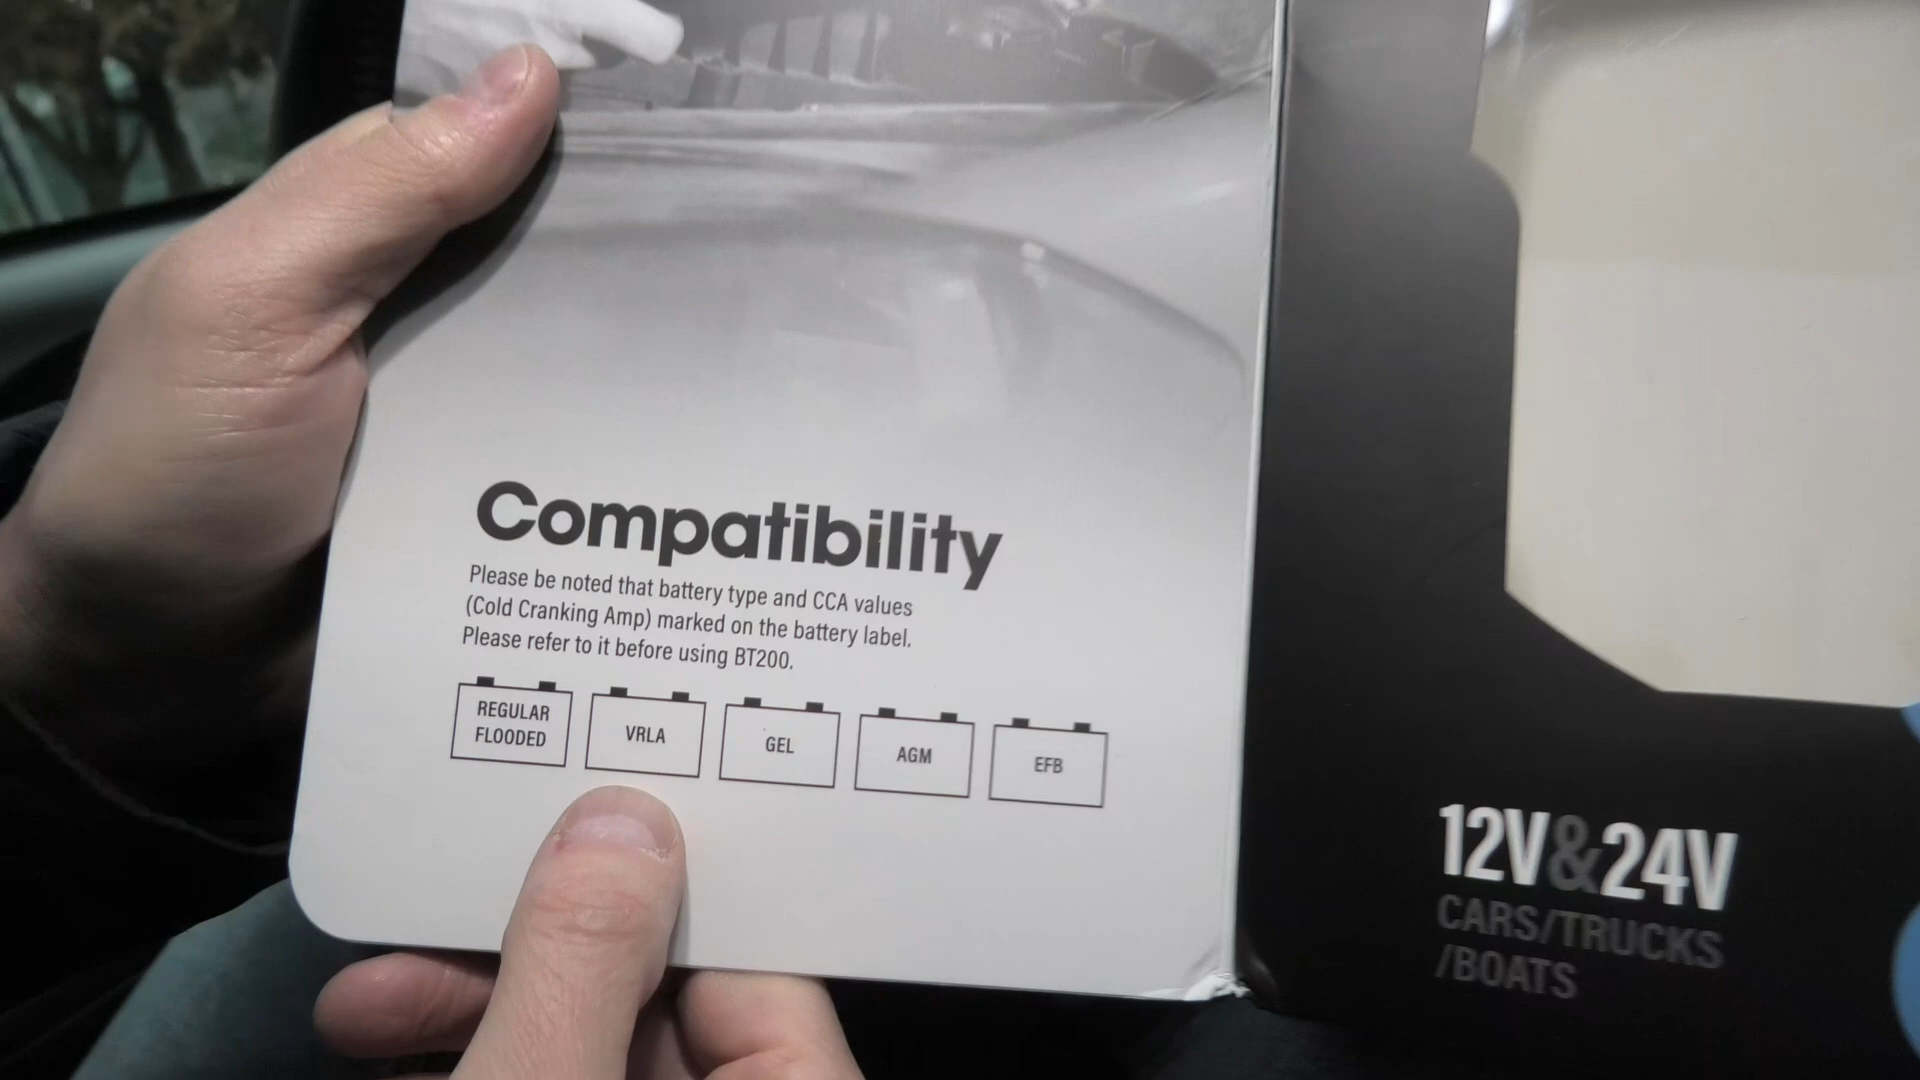 Compatibility
Please be noted that battery type and CCA values
(Cold Cranking Amp) marked on the battery label.
Please refer to it before using BT200.
REGULAR
FLOODED
VRLA
GEL
AGM
EFB
12V&24V
CARS/TRUCKS
/BOATS